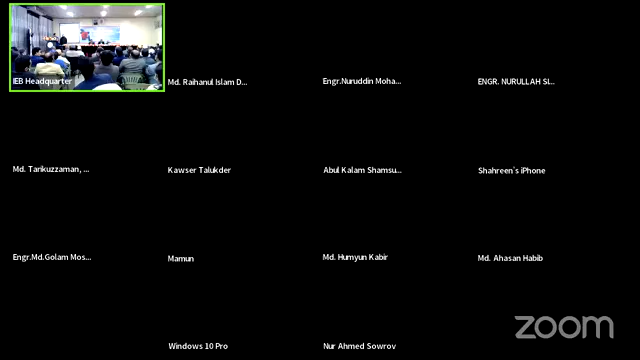 IEB Headquarter
Md. Raihanul Islam D...
Engr.Nuruddin Moha...
ENGR. NURULLAH SI...
Md. Tarikuzzaman, ...
Kawser Talukder
Abul Kalam Shamsu...
Shahreen's iPhone
Engr.Md.Golam Mos...
Mamun
Md. Humyun Kabir
Md. Ahasan Habib
zoom
Windows 10 Pro
Nur Ahmed Sowrov